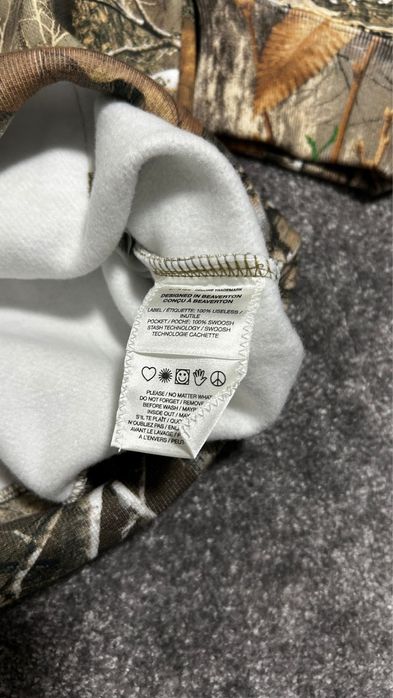 DESIGNED IN BEAVERTON
CONÇU À BEAVERTON
LABEL / ÉTIQUETTE: 100% USELESS /
INUTILE
POCKET / POCHE: 100% SWOOSH
STASH TECHNOLOGY / SWOOSH
TECHNOLOGIE CACHETTE
PLEASE / NO MATTER WHAT
DO NOT FORGET / REMOVE
BEFORE WASH / MAY
INSIDE OUT / MA
S'IL TE PLAÎT / QUO
N'OUBLIEZ PAS / ENL
AVANT LE LAVAGE / P
À L'ENVERS / PEU